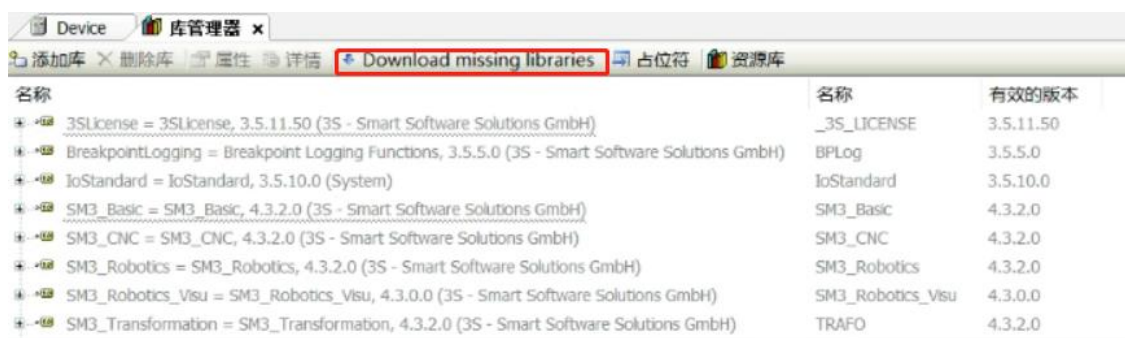 Device 库管理器 ×
添加库 删除库 属性 详情 Download missing libraries 占位符 资源库
名称 名称 有效的版本
3SLicense = 3SLicense, 3.5.11.50 (3S - Smart Software Solutions GmbH) _3S_LICENSE 3.5.11.50
BreakpointLogging = Breakpoint Logging Functions, 3.5.5.0 (3S - Smart Software Solutions GmbH) BPLog 3.5.5.0
IoStandard = IoStandard, 3.5.10.0 (System) IoStandard 3.5.10.0
SM3_Basic = SM3_Basic, 4.3.2.0 (3S - Smart Software Solutions GmbH) SM3_Basic 4.3.2.0
SM3_CNC = SM3_CNC, 4.3.2.0 (3S - Smart Software Solutions GmbH) SM3_CNC 4.3.2.0
SM3_Robotics = SM3_Robotics, 4.3.2.0 (3S - Smart Software Solutions GmbH) SM3_Robotics 4.3.2.0
SM3_Robotics_Visu = SM3_Robotics_Visu, 4.3.0.0 (3S - Smart Software Solutions GmbH) SM3_Robotics_Visu 4.3.0.0
SM3_Transformation = SM3_Transformation, 4.3.2.0 (3S - Smart Software Solutions GmbH) TRAFO 4.3.2.0